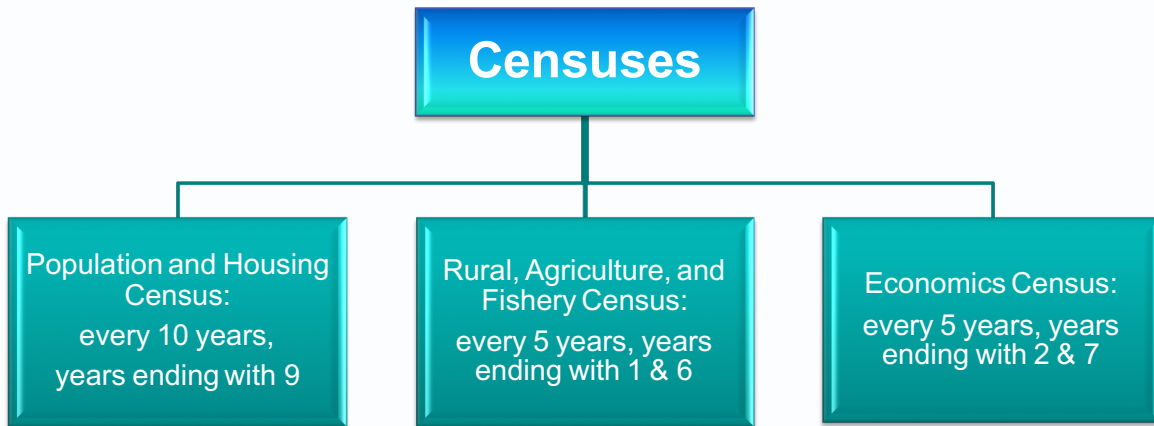 Censuses
Population and Housing
Census:
every 10 years,
years ending with 9
Rural, Agriculture, and
Fishery Census:
every 5 years, years
ending with 1 & 6
Economics Census:
every 5 years, years
ending with 2 & 7